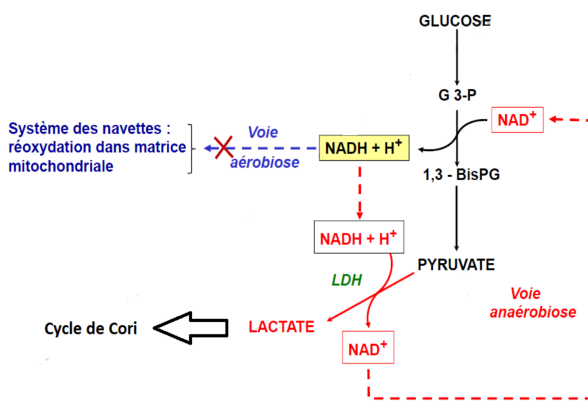 GLUCOSE
G 3-P
NAD⁺
Système des navettes :
réoxydation dans matrice
mitochondriale
Voie
aérobiose
NADH + H⁺
1,3 - BisPG
NADH + H⁺
PYRUVATE
LDH
Voie
anaérobiose
Cycle de Cori
LACTATE
NAD⁺